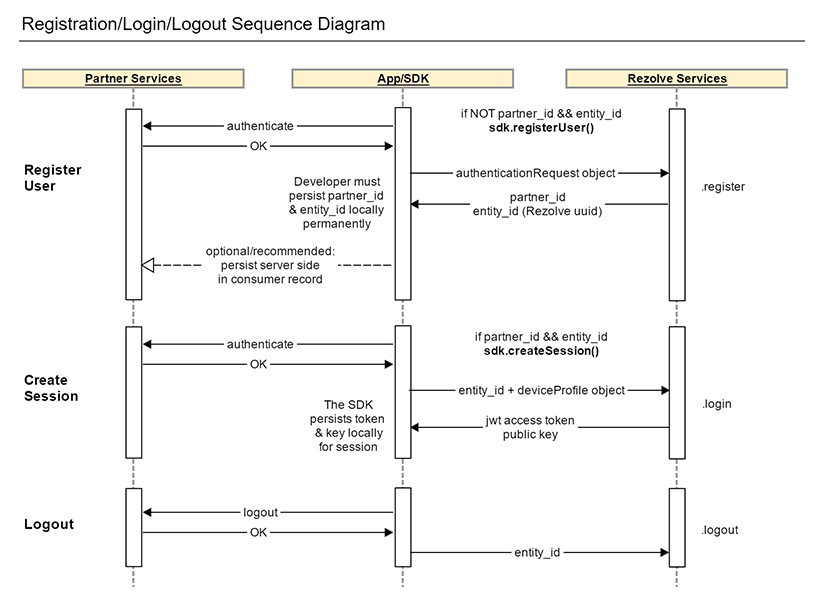 Registration/Login/Logout Sequence Diagram
Partner Services
App/SDK
Rezolve Services
Register
User
authenticate
OK
if NOT partner_id && entity_id
sdk.registerUser()
authenticationRequest object
.register
Developer must
persist partner_id
& entity_id locally
permanently
partner_id
entity_id (Rezolve uuid)
optional/recommended:
persist server side
in consumer record
Create
Session
authenticate
OK
if partner_id && entity_id
sdk.createSession()
entity_id + deviceProfile object
.login
The SDK
persists token
& key locally
for session
jwt access token
public key
Logout
logout
OK
.logout
entity_id